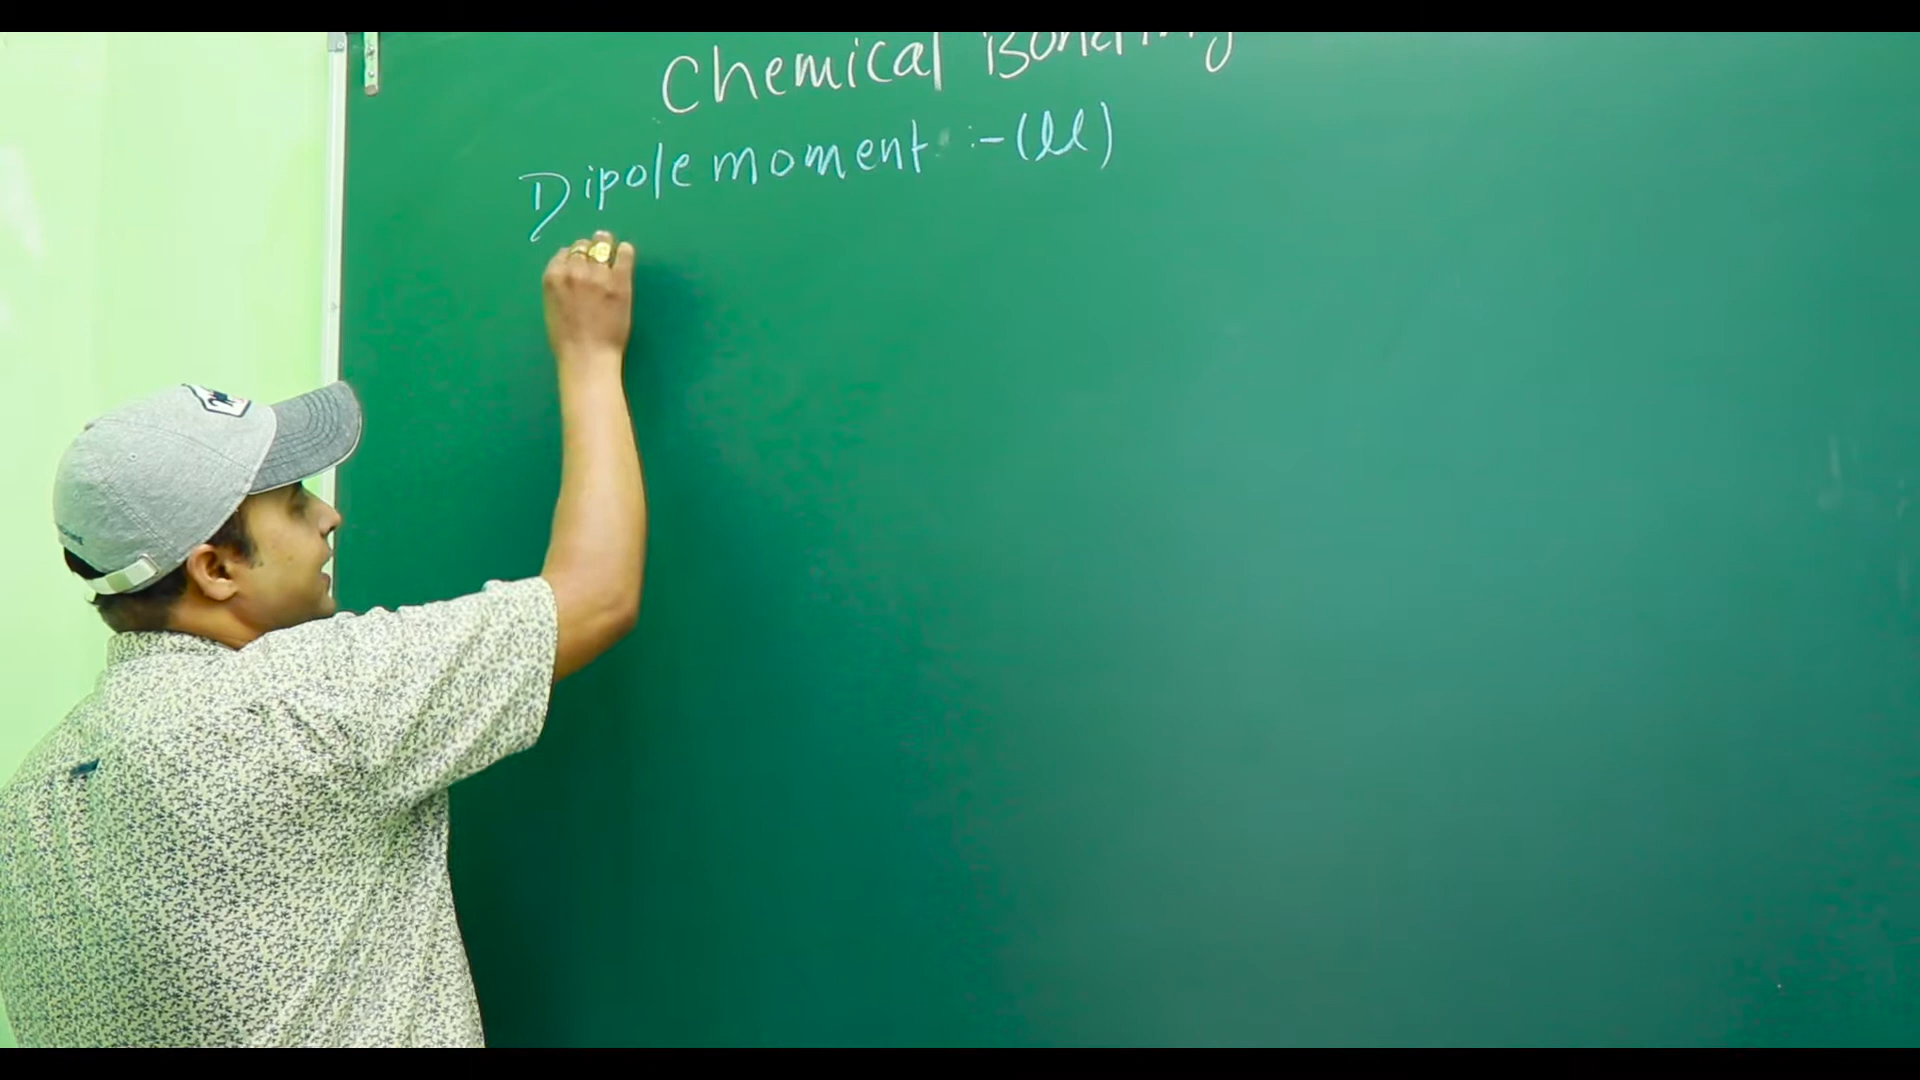 Chemical Bonding
Dipole moment :- (μ)